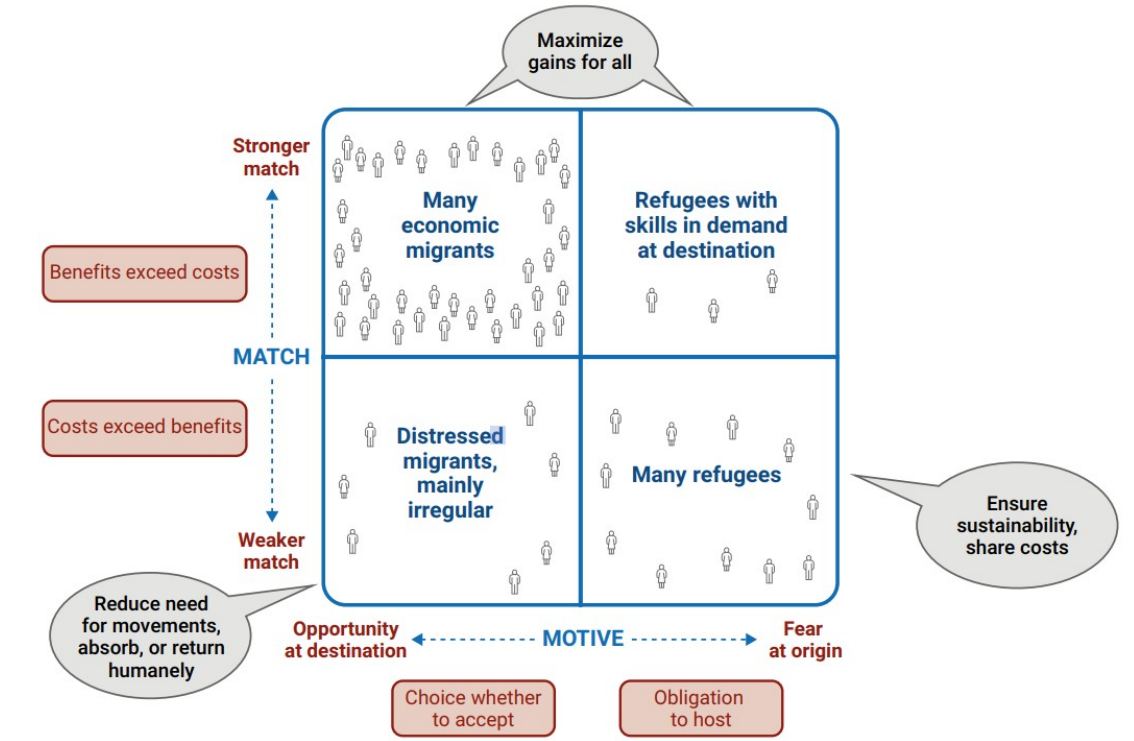 Maximize
gains for all
Stronger
match
Many
economic
migrants
Refugees with
skills in demand
at destination
Benefits exceed costs
MATCH
Costs exceed benefits
Distressed
migrants,
mainly
irregular
Many refugees
Ensure
sustainability,
share costs
Weaker
match
Reduce need
for movements,
absorb, or return
humanely
Opportunity
at destination
MOTIVE
Fear
at origin
Choice whether
to accept
Obligation
to host